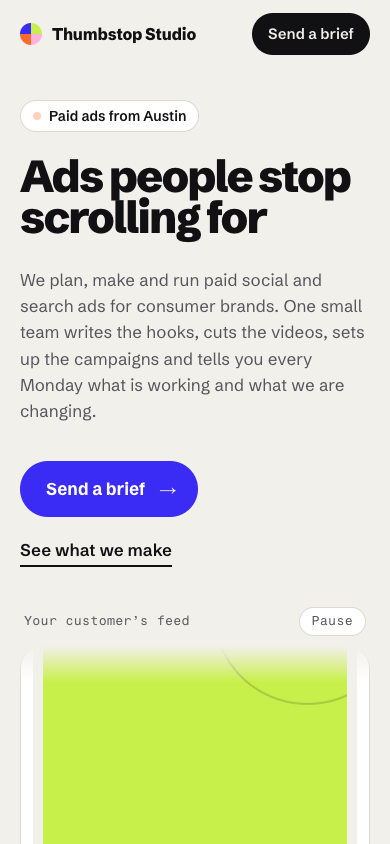 Thumbstop Studio
Send a brief
Paid ads from Austin
Ads people stop
scrolling for
We plan, make and run paid social and
search ads for consumer brands. One small
team writes the hooks, cuts the videos, sets
up the campaigns and tells you every
Monday what is working and what we are
changing.
Send a brief →
See what we make
Your customer’s feed
Pause